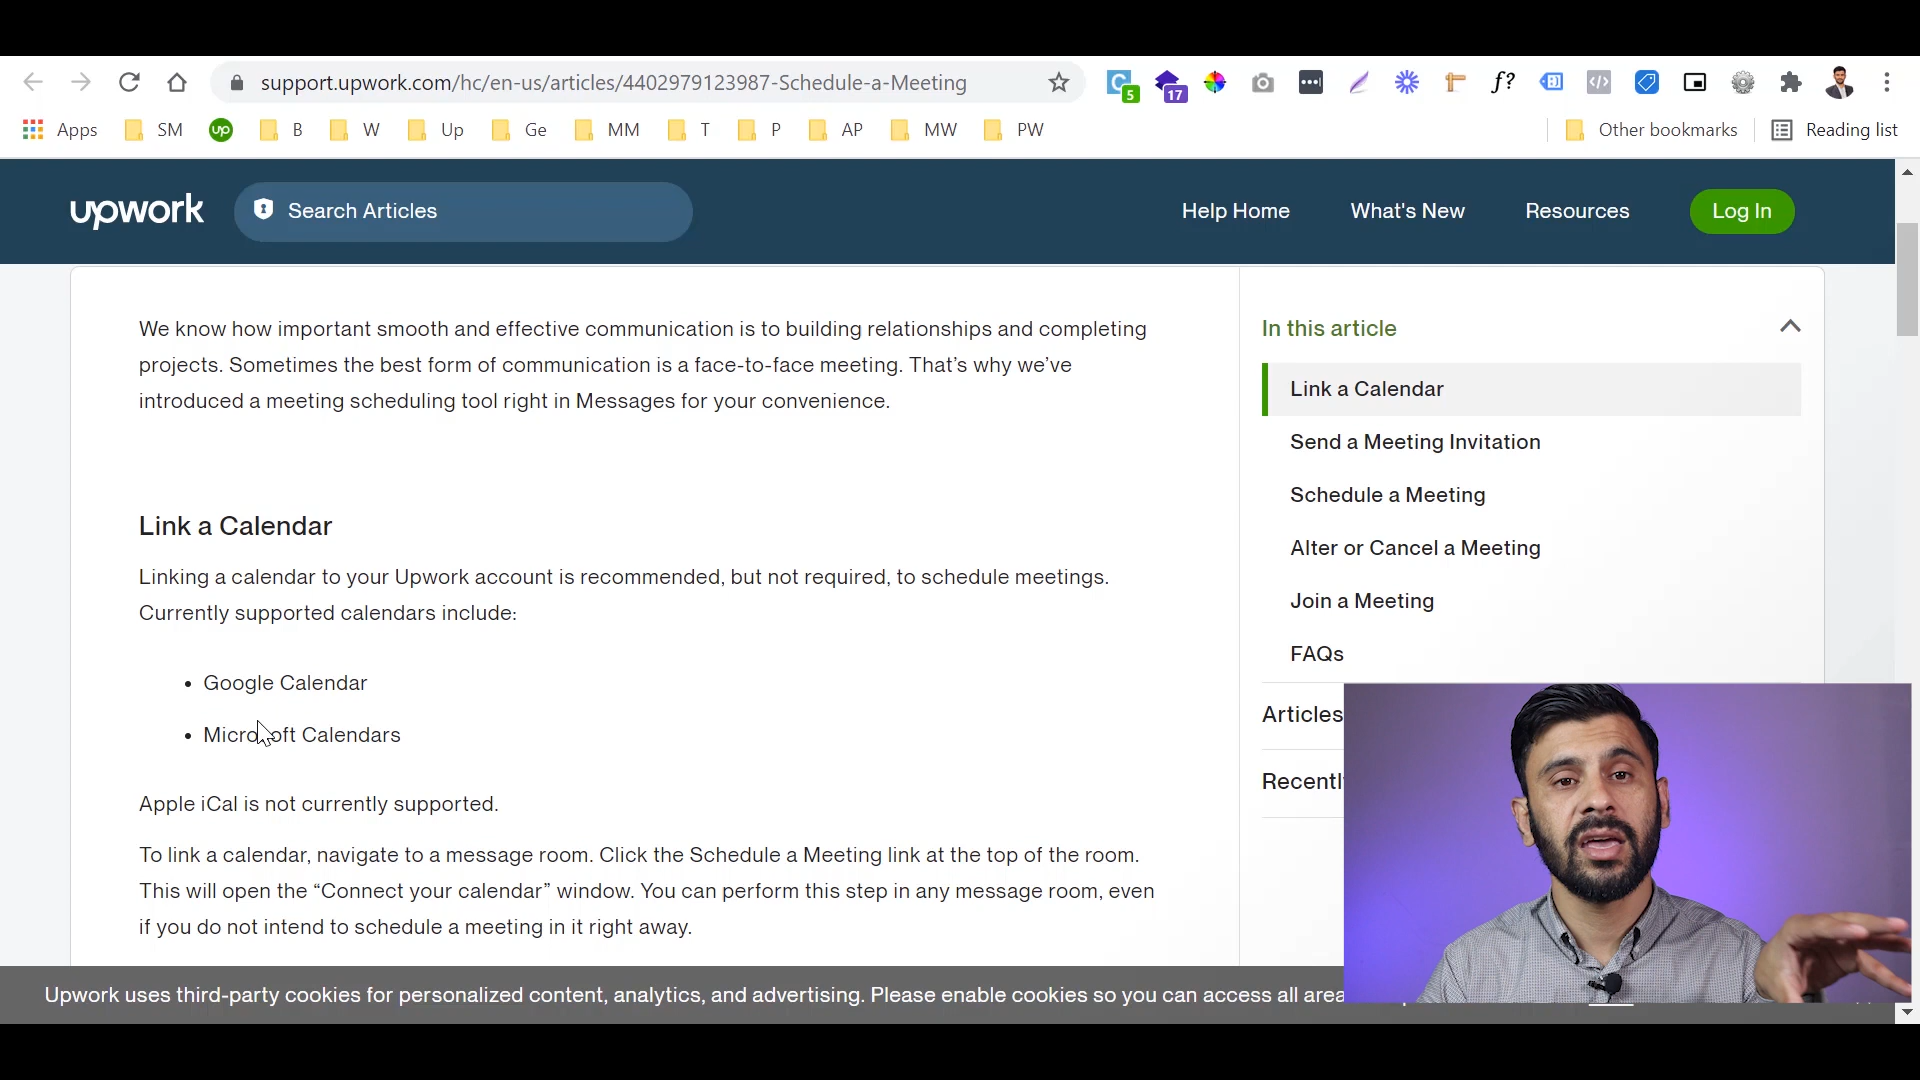 support.upwork.com/hc/en-us/articles/4402979123987-Schedule-a-Meeting
5
17
f?
Apps
SM
up
B
W
Up
Ge
MM
T
P
AP
MW
PW
Other bookmarks
Reading list
upwork
Search Articles
Help Home
What's New
Resources
Log In
We know how important smooth and effective communication is to building relationships and completing
projects. Sometimes the best form of communication is a face-to-face meeting. That’s why we’ve
introduced a meeting scheduling tool right in Messages for your convenience.
Link a Calendar
Linking a calendar to your Upwork account is recommended, but not required, to schedule meetings.
Currently supported calendars include:
• Google Calendar
• Microsoft Calendars
Apple iCal is not currently supported.
To link a calendar, navigate to a message room. Click the Schedule a Meeting link at the top of the room.
This will open the “Connect your calendar” window. You can perform this step in any message room, even
if you do not intend to schedule a meeting in it right away.
In this article
Link a Calendar
Send a Meeting Invitation
Schedule a Meeting
Alter or Cancel a Meeting
Join a Meeting
FAQs
Articles
Upwork uses third-party cookies for personalized content, analytics, and advertising. Please enable cookies so you can access all